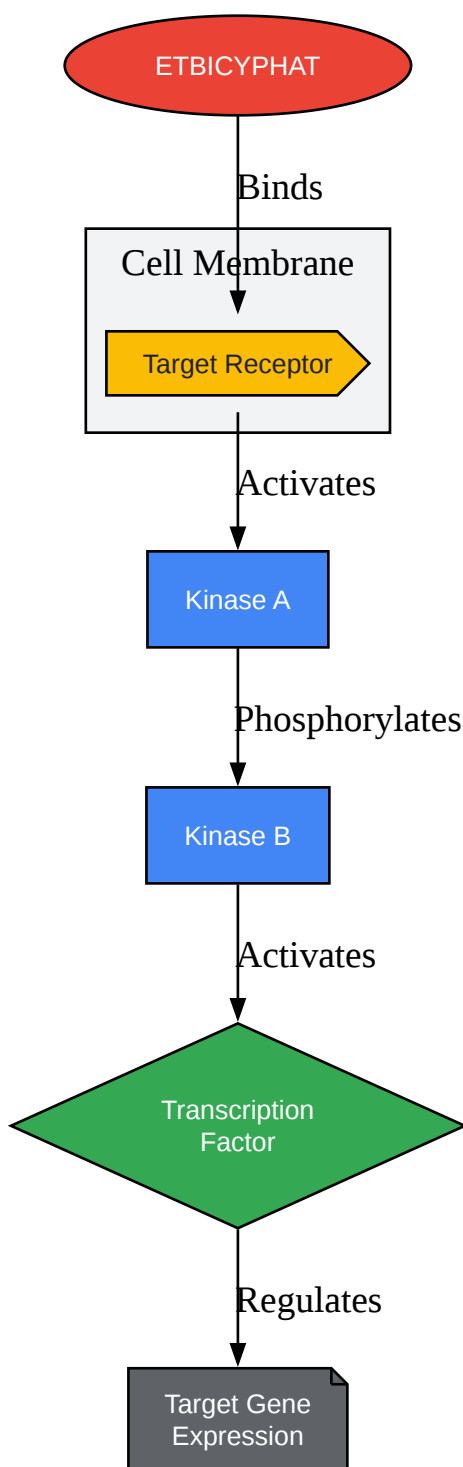 ETBICYPHAT
Binds
Cell Membrane
Target Receptor
Activates
Kinase A
Phosphorylates
Kinase B
Activates
Transcription
Factor
Regulates
Target Gene
Expression